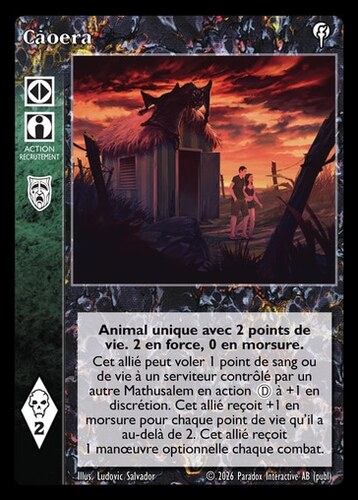 Caoera
ACTION
RECRUTEMENT
Animal unique avec 2 points de
vie. 2 en force, 0 en morsure.
Cet allié peut voler 1 point de sang ou
de vie à un serviteur contrôlé par un
autre Mathusalem en action Ⓓ à +1 en
discrétion. Cet allié reçoit +1 en
morsure pour chaque point de vie qu'il a
au-delà de 2. Cet allié reçoit
1 manœuvre optionnelle chaque combat.
2
Illus. Ludovic Salvador
© 2026 Paradox Interactive AB (publ)